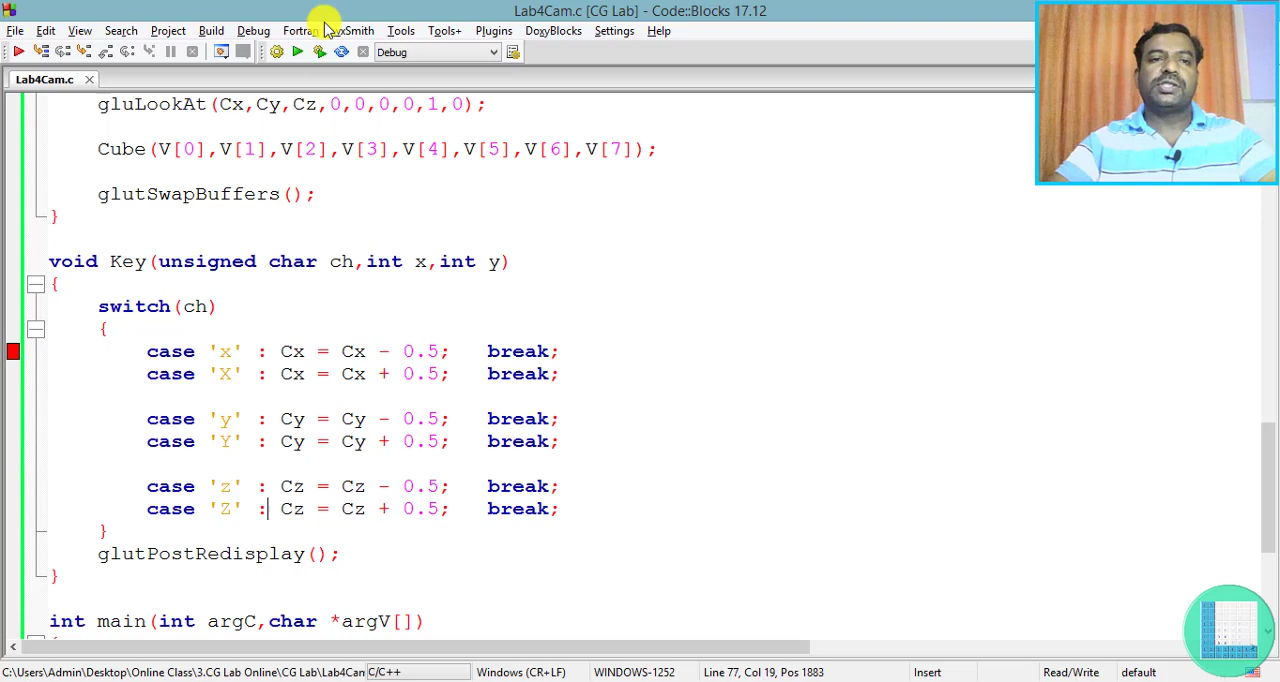 Lab4Cam.c [CG Lab] - Code::Blocks 17.12
File Edit View Search Project Build Debug Fortran Smith Tools Tools+ Plugins DoxyBlocks Settings Help
Debug
Lab4Cam.c
gluLookAt(Cx,Cy,Cz,0,0,0,0,1,0);
Cube(V[0],V[1],V[2],V[3],V[4],V[5],V[6],V[7]);
glutSwapBuffers();
}
void Key(unsigned char ch,int x,int y)
{
switch(ch)
{
case 'x' : Cx = Cx - 0.5; break;
case 'X' : Cx = Cx + 0.5; break;
case 'y' : Cy = Cy - 0.5; break;
case 'Y' : Cy = Cy + 0.5; break;
case 'z' : Cz = Cz - 0.5; break;
case 'Z' : Cz = Cz + 0.5; break;
}
glutPostRedisplay();
}
int main(int argC,char *argV[])
C:\Users\Admin\Desktop\Online Class\3.CG Lab Online\CG Lab\Lab4Cam C/C++ Windows (CR+LF) WINDOWS-1252 Line 77, Col 19, Pos 1883 Insert Read/Write default